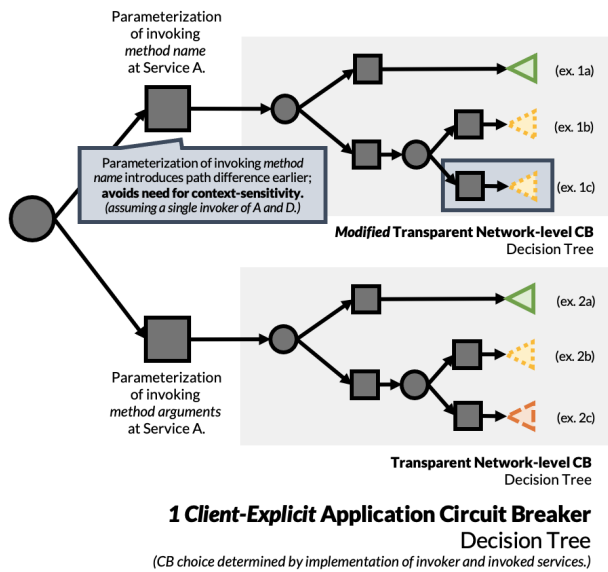 Parameterization
of invoking
method name
at Service A.
(ex. 1a)
(ex. 1b)
Parameterization of invoking method
name introduces path difference earlier;
avoids need for context-sensitivity.
(assuming a single invoker of A and D.)
(ex. 1c)
Modified Transparent Network-level CB
Decision Tree
(ex. 2a)
(ex. 2b)
Parameterization
of invoking
method arguments
at Service A.
(ex. 2c)
Transparent Network-level CB
Decision Tree
1 Client-Explicit Application Circuit Breaker
Decision Tree
(CB choice determined by implementation of invoker and invoked services.)